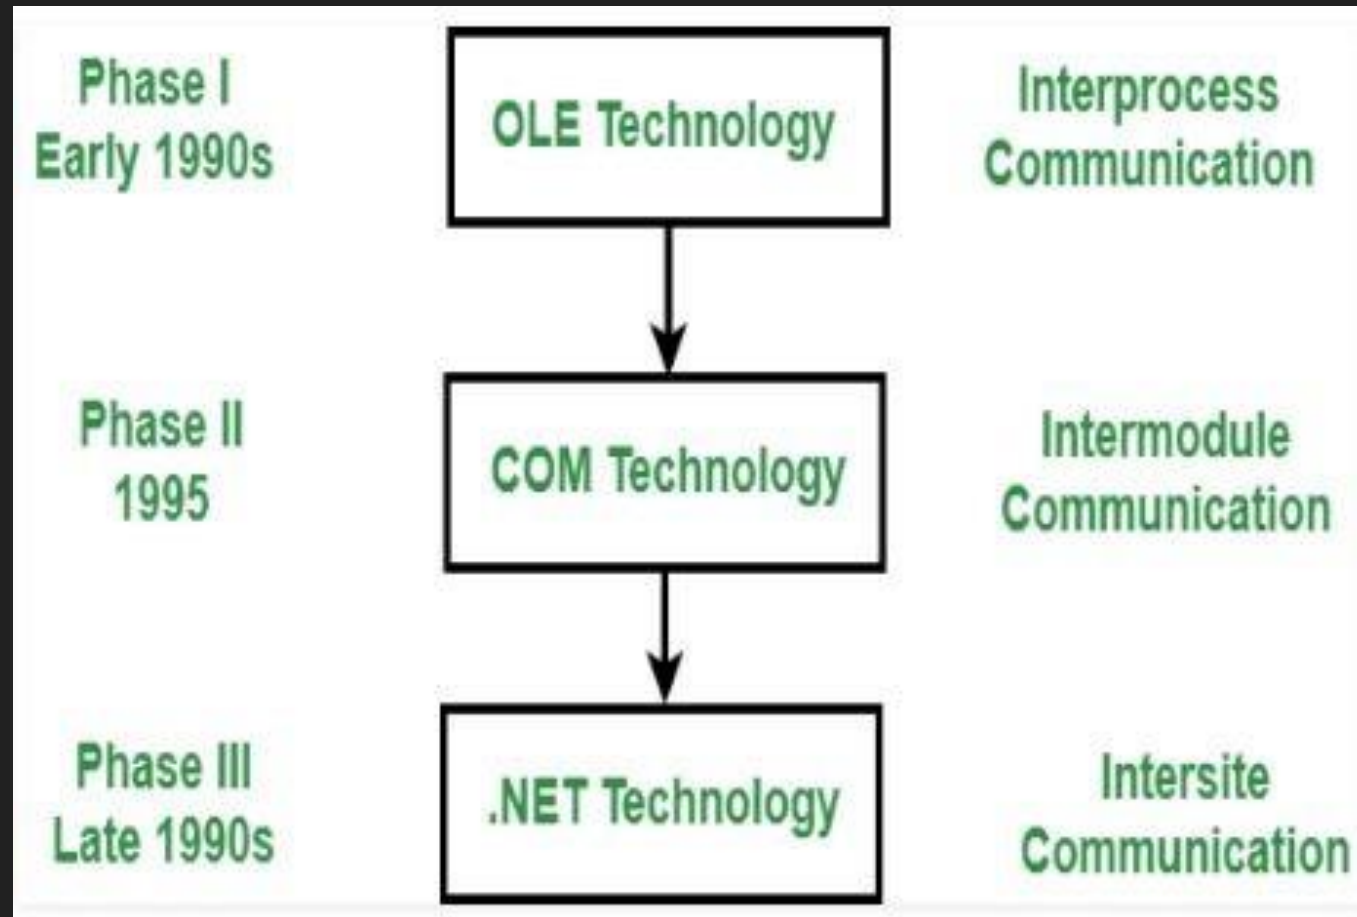 Phase I
Early 1990s
OLE Technology
Interprocess
Communication
Phase II
1995
COM Technology
Intermodule
Communication
Phase III
Late 1990s
.NET Technology
Intersite
Communication